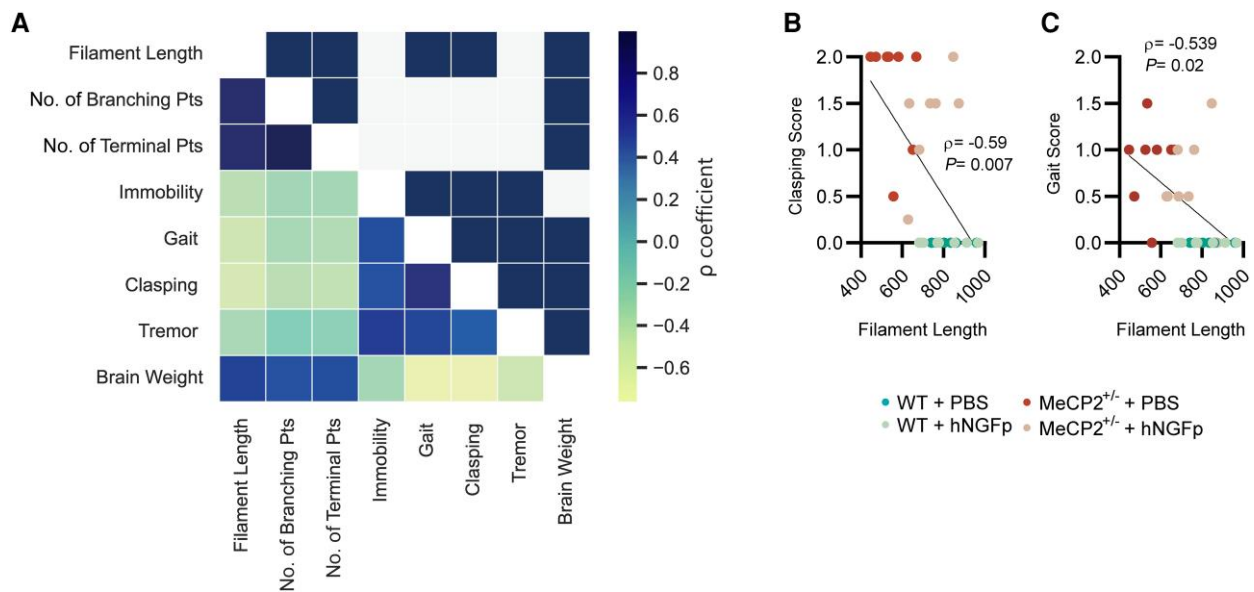 A
Filament Length
No. of Branching Pts
No. of Terminal Pts
Immobility
Gait
Clasping
Tremor
Brain Weight
Filament Length
No. of Branching Pts
No. of Terminal Pts
Immobility
Gait
Clasping
Tremor
Brain Weight
0.8
0.6
0.4
0.2
0.0
−0.2
−0.4
−0.6
ρ coefficient
B
2.0
1.5
1.0
0.5
0.0
Clasping Score
ρ= -0.59
P= 0.007
400
600
800
1000
Filament Length
C
ρ= -0.539
P= 0.02
2.0
1.5
1.0
0.5
0.0
Gait Score
400
600
800
1000
Filament Length
WT + PBS
MeCP2+/- + PBS
WT + hNGFp
MeCP2+/- + hNGFp